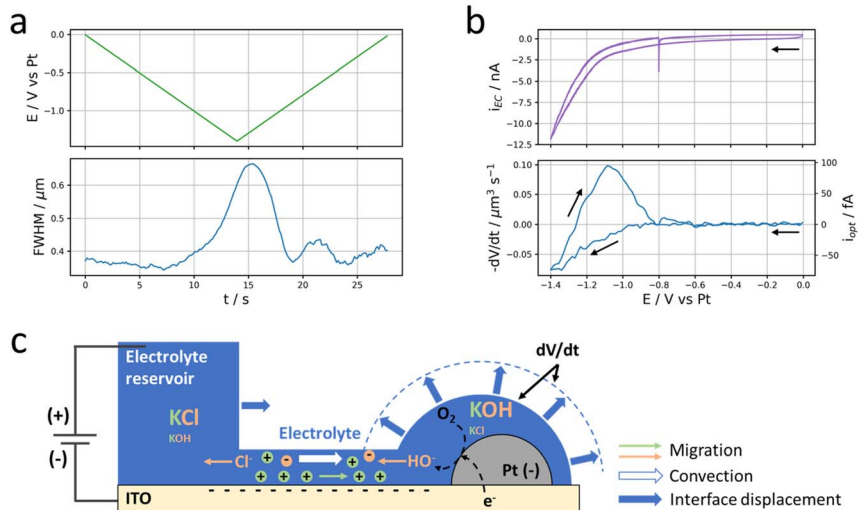 a
0.0
−0.5
−1.0
E / V vs Pt
0.6
0.5
0.4
FWHM / μm
0
5
10
15
20
25
t / s
b
0.0
−2.5
−5.0
−7.5
−10.0
−12.5
i_EC / nA
0.10
0.05
0.00
−0.05
-dV/dt / μm³ s⁻¹
100
50
0
−50
i_opt / fA
−1.4
−1.2
−1.0
−0.8
−0.6
−0.4
−0.2
0.0
E / V vs Pt
c
Electrolyte
reservoir
KCl
KOH
(+)
(-)
ITO
Electrolyte
Cl⁻
+ - + -
+ + + + +
HO⁻
- - - - - - - - - - - - -
O₂
KOH
KCl
Pt (-)
e⁻
dV/dt
Migration
Convection
Interface displacement